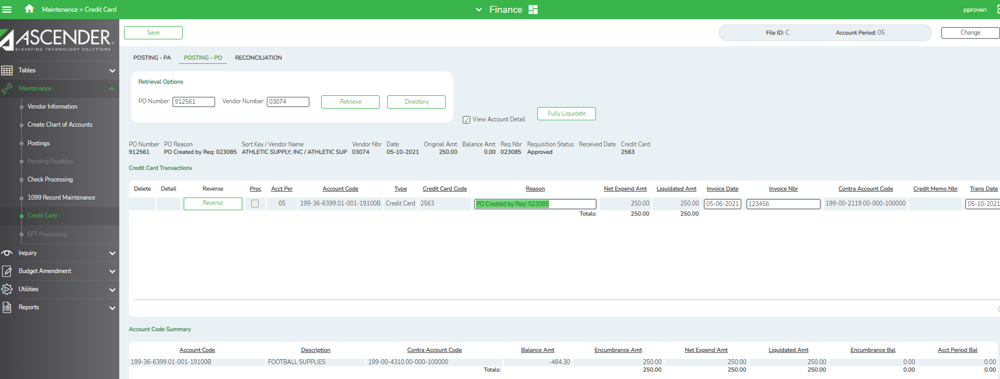 Maintenance > Credit Card
Finance
pprovan
ASCENDER
ELEVATING TECHNOLOGY SOLUTIONS
Save
File ID: C
Account Period: 05
Change
POSTING - PA
POSTING - PO
RECONCILIATION
Tables
Maintenance
Vendor Information
Create Chart of Accounts
Postings
Pending Payables
Check Processing
1099 Record Maintenance
Credit Card
EFT Processing
Inquiry
Budget Amendment
Utilities
Reports
Retrieval Options
PO Number: 912561 Vendor Number: 03074 Retrieve Directory
View Account Detail
Fully Liquidate
PO Number PO Reason Sort Key / Vendor Name Vendor Nbr Date Original Amt Balance Amt Req Nbr Requisition Status Received Date Credit Card
912561 PO Created by Req: 023085 ATHLETIC SUPPLY, INC / ATHLETIC SUP 03074 05-10-2021 250.00 0.00 023085 Approved 2563
Credit Card Transactions
Delete Detail Reverse Proc Acct Per Account Code Type Credit Card Code Reason Net Expend Amt Liquidated Amt Invoice Date Invoice Nbr Contra Account Code Credit Memo Nbr Trans Date
Reverse 05 199-36-6399.01-001-19100B Credit Card 2563 PO Created by Req: 023085 250.00 250.00 05-06-2021 123456 199-00-2119.00-000-100000 05-10-2021
Totals: 250.00 250.00
Account Code Summary
Account Code Description Contra Account Code Balance Amt Encumbrance Amt Net Expend Amt Liquidated Amt Encumbrance Bal Acct Period Bal
199-36-6399.01-001-19100B FOOTBALL SUPPLIES 199-00-4310.00-000-100000 -464.30 250.00 250.00 250.00 0.00 0.00
Totals: 250.00 250.00 250.00 0.00 0.00